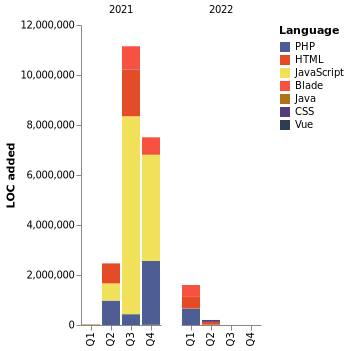 2021
2022
Language
PHP
HTML
JavaScript
Blade
Java
CSS
Vue
LOC added
12,000,000
10,000,000
8,000,000
6,000,000
4,000,000
2,000,000
0
Q1
Q2
Q3
Q4
Q1
Q2
Q3
Q4